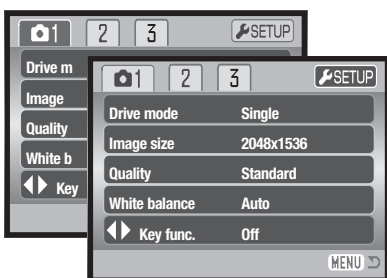 1 2 3 SETUP
Drive m
Image
Quality
White b
Key
1 2 3 SETUP
Drive mode Single
Image size 2048x1536
Quality Standard
White balance Auto
Key func. Off
MENU